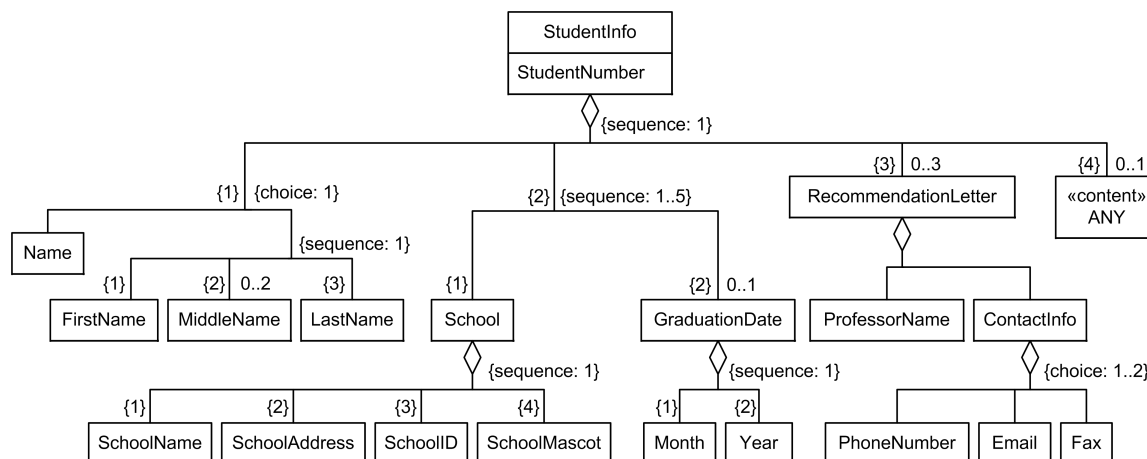 StudentInfo
StudentNumber
{sequence: 1}
{1} {choice: 1}
{2} {sequence: 1..5}
{3} 0..3
{4} 0..1
RecommendationLetter
«content»
ANY
Name
{sequence: 1}
{1} {2} 0..2 {3}
{1}
{2} 0..1
FirstName MiddleName LastName School GraduationDate ProfessorName ContactInfo
{sequence: 1} {sequence: 1} {choice: 1..2}
{1} {2} {3} {4} {1} {2}
SchoolName SchoolAddress SchoolID SchoolMascot Month Year PhoneNumber Email Fax